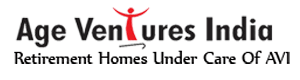 Age Ventures India
Retirement Homes Under Care Of AVI